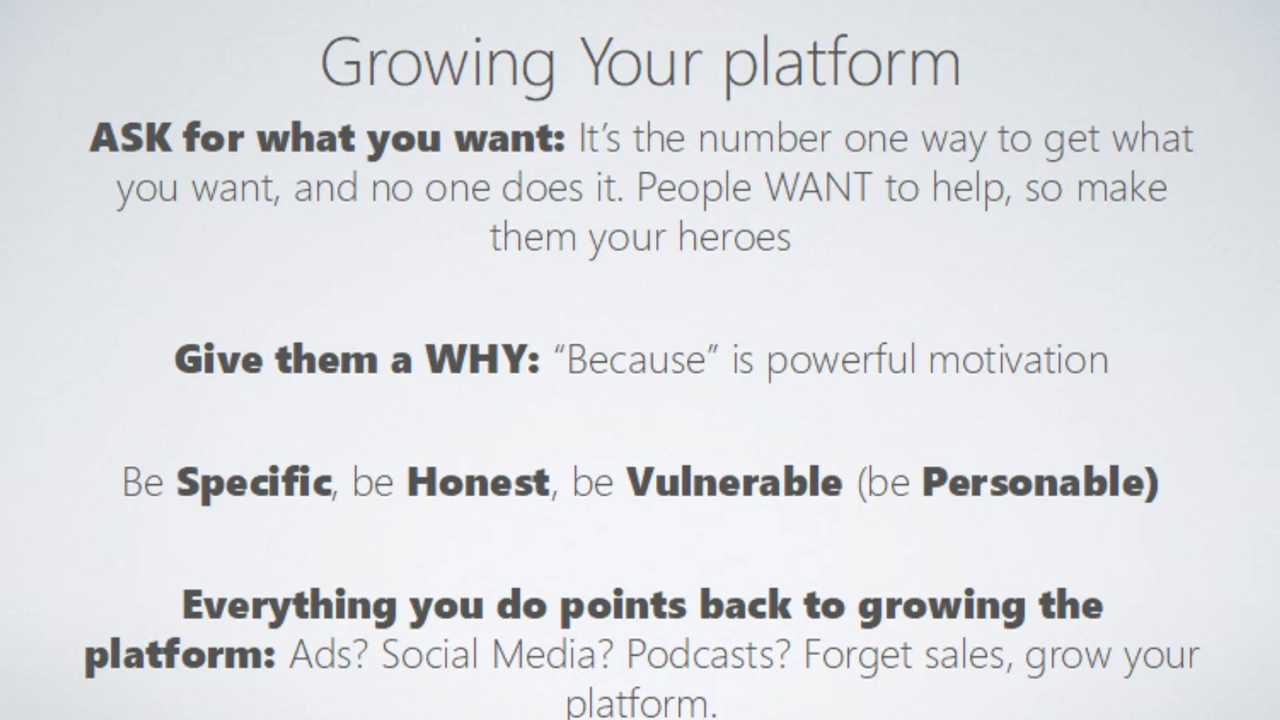 Growing Your platform
ASK for what you want: It’s the number one way to get what
you want, and no one does it. People WANT to help, so make
them your heroes
Give them a WHY: “Because” is powerful motivation
Be Specific, be Honest, be Vulnerable (be Personable)
Everything you do points back to growing the
platform: Ads? Social Media? Podcasts? Forget sales, grow your
platform.